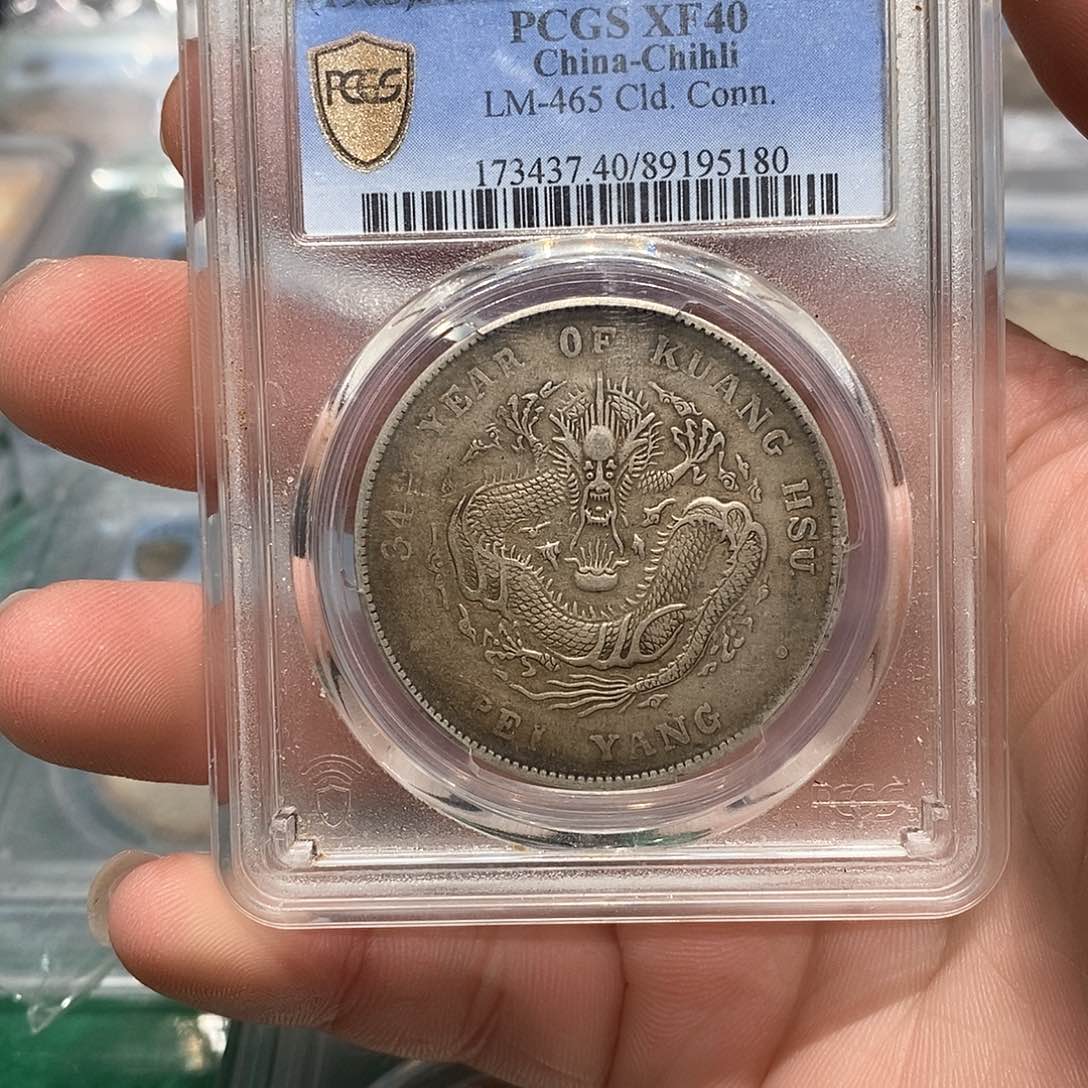 PCGS XF40
China-Chihli
LM-465 Cld. Conn.
PCGS
173437.40/89195180
34TH YEAR OF KUANG HSU
PEI YANG
PCGS